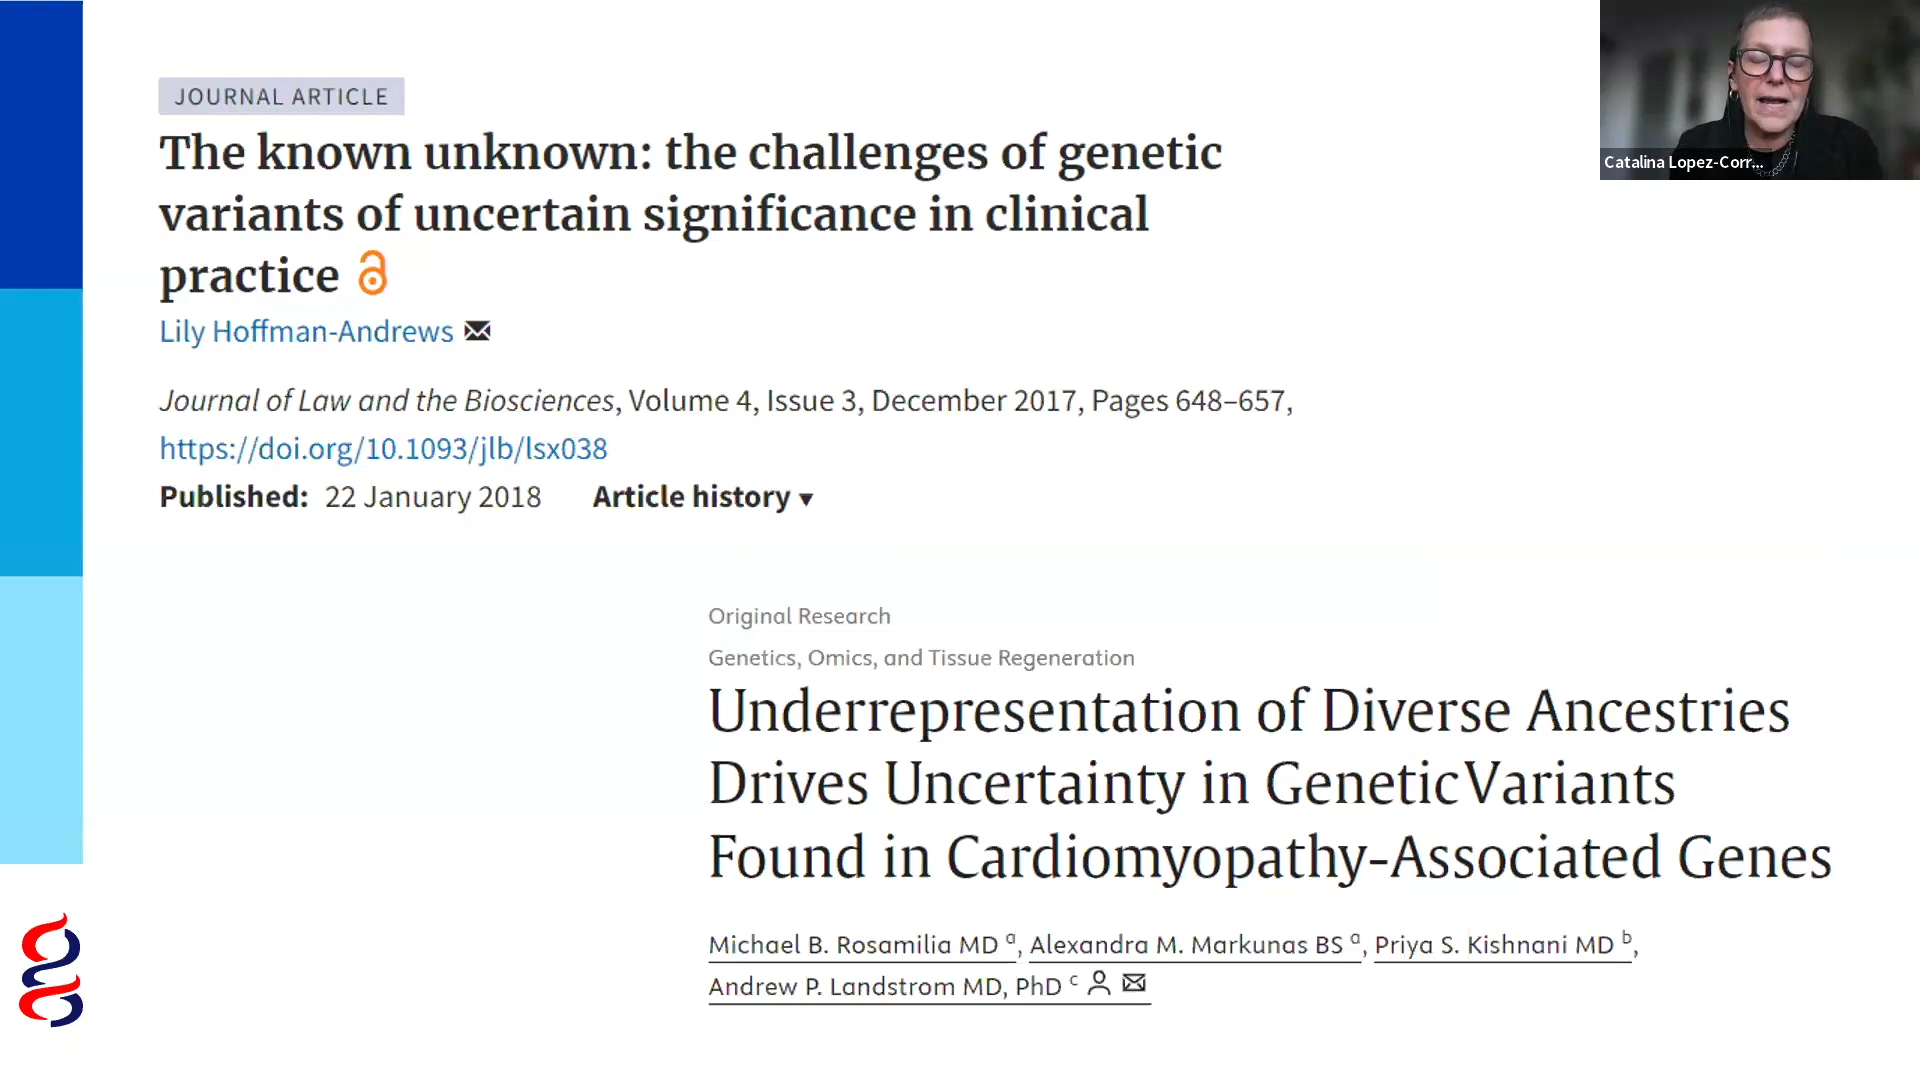 JOURNAL ARTICLE
The known unknown: the challenges of genetic
variants of uncertain significance in clinical
practice
Lily Hoffman-Andrews
Journal of Law and the Biosciences, Volume 4, Issue 3, December 2017, Pages 648–657,
https://doi.org/10.1093/jlb/lsx038
Published: 22 January 2018 Article history ▼
Catalina Lopez-Corr...
Original Research
Genetics, Omics, and Tissue Regeneration
Underrepresentation of Diverse Ancestries
Drives Uncertainty in Genetic Variants
Found in Cardiomyopathy-Associated Genes
Michael B. Rosamilia MD a, Alexandra M. Markunas BS a, Priya S. Kishnani MD b,
Andrew P. Landstrom MD, PhD c